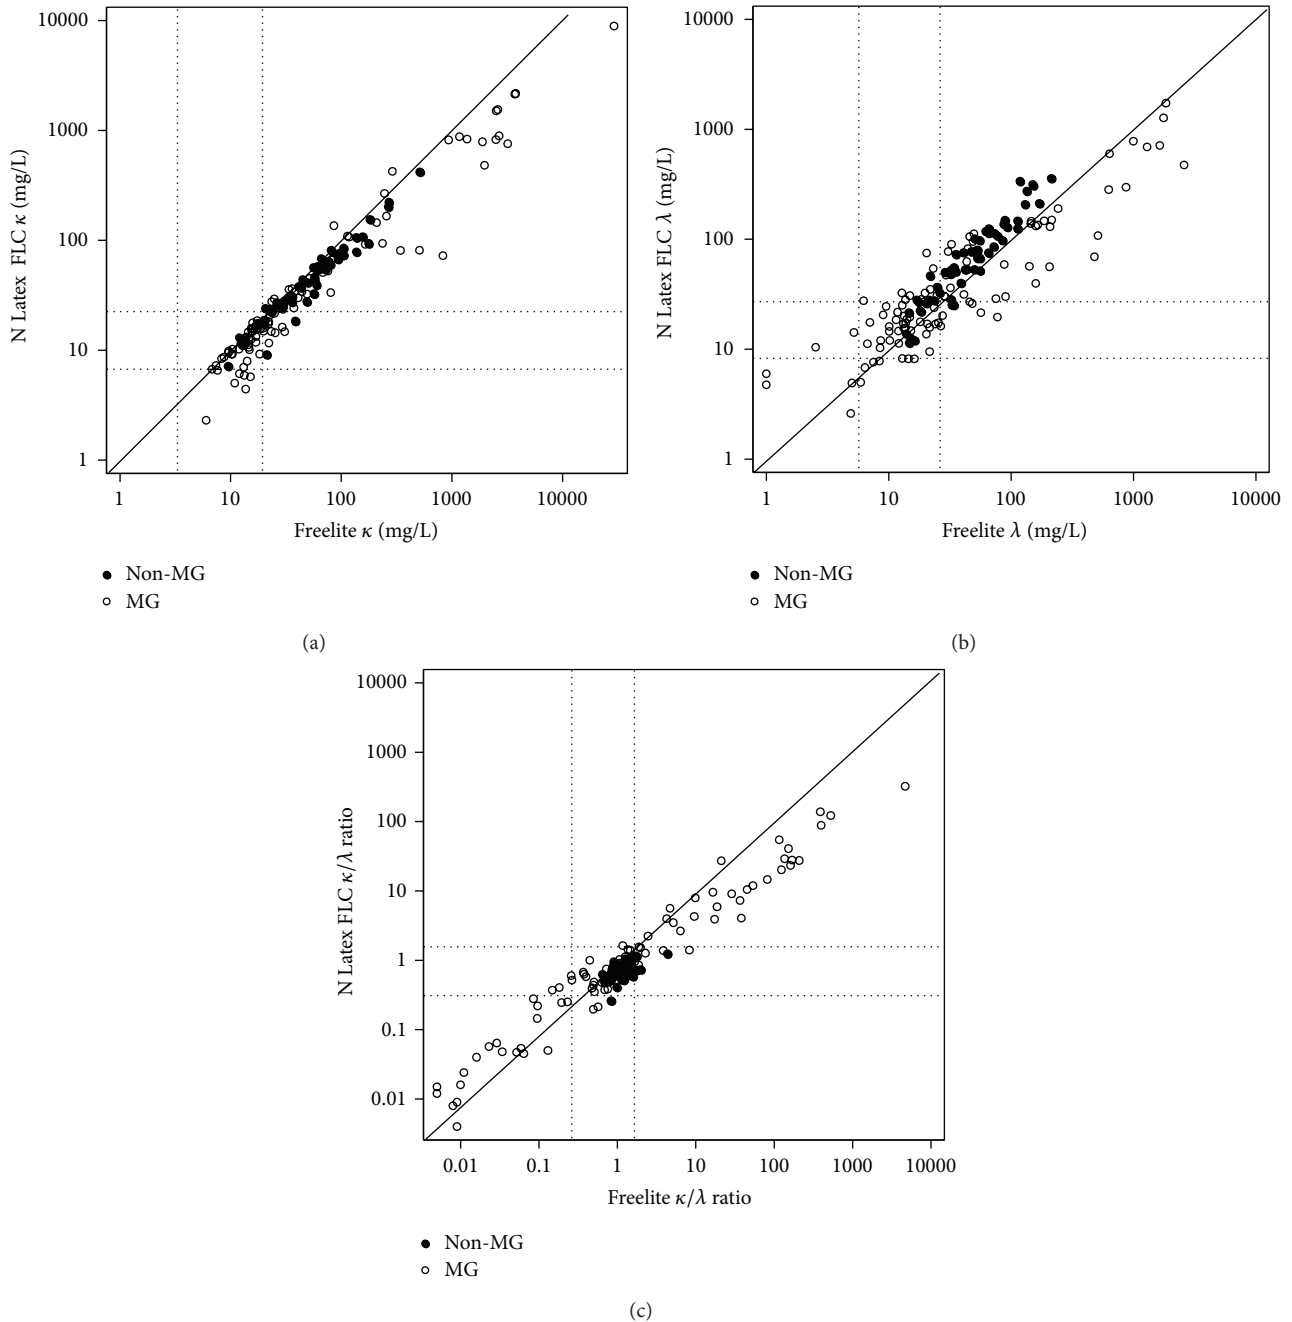 10000
1000
100
10
1
N Latex FLC κ (mg/L)
1 10 100 1000 10000
Freelite κ (mg/L)
Non-MG
MG
(a)
10000
1000
100
10
1
N Latex FLC λ (mg/L)
1 10 100 1000 10000
Freelite λ (mg/L)
Non-MG
MG
(b)
10000
1000
100
10
1
0.1
0.01
N Latex FLC κ/λ ratio
0.01 0.1 1 10 100 1000 10000
Freelite κ/λ ratio
Non-MG
MG
(c)